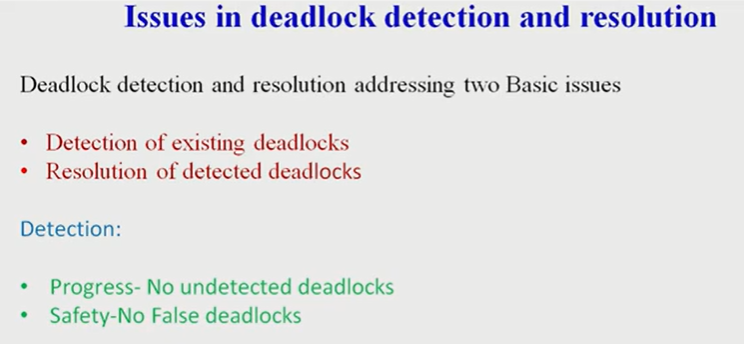 Issues in deadlock detection and resolution
Deadlock detection and resolution addressing two Basic issues
• Detection of existing deadlocks
• Resolution of detected deadlocks
Detection:
• Progress- No undetected deadlocks
• Safety-No False deadlocks